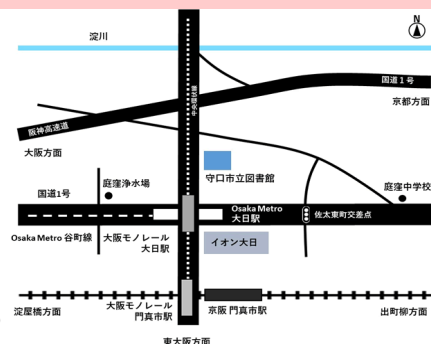 N
淀川
国道1号
中央環状線
阪神高速道
京都方面
大阪方面
守口市立図書館
庭窪浄水場
庭窪中学校
国道1号
Osaka Metro
大日駅
佐太東町交差点
Osaka Metro 谷町線
大阪モノレール
大日駅
イオン大日
淀屋橋方面
大阪モノレール
門真市駅
京阪 門真市駅
出町柳方面
東大阪方面